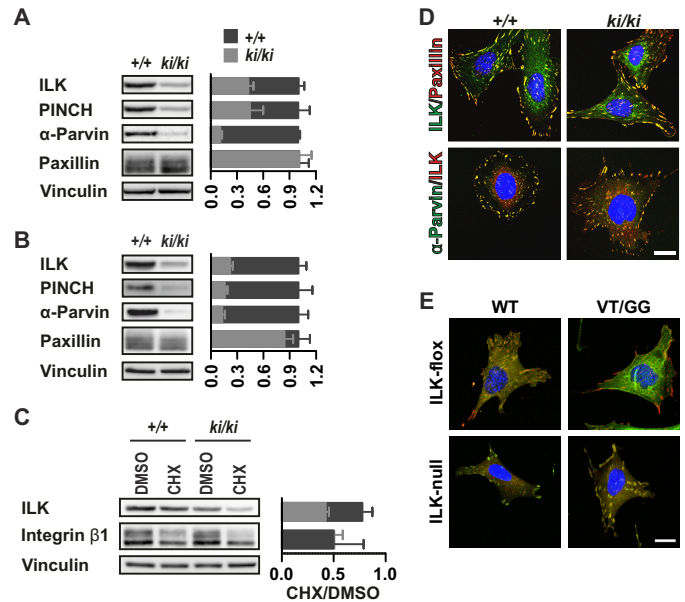 A
+/+
ki/ki
+/+ ki/ki
ILK
PINCH
α-Parvin
Paxillin
Vinculin
0.0 0.3 0.6 0.9 1.2
B
+/+ ki/ki
ILK
PINCH
α-Parvin
Paxillin
Vinculin
0.0 0.3 0.6 0.9 1.2
C
+/+ ki/ki
DMSO CHX DMSO CHX
ILK
Integrin β1
Vinculin
0.0 0.5 1.0
CHX/DMSO
D
+/+ ki/ki
ILK/Paxillin
α-Parvin/ILK
E
WT VT/GG
ILK-flox
ILK-null